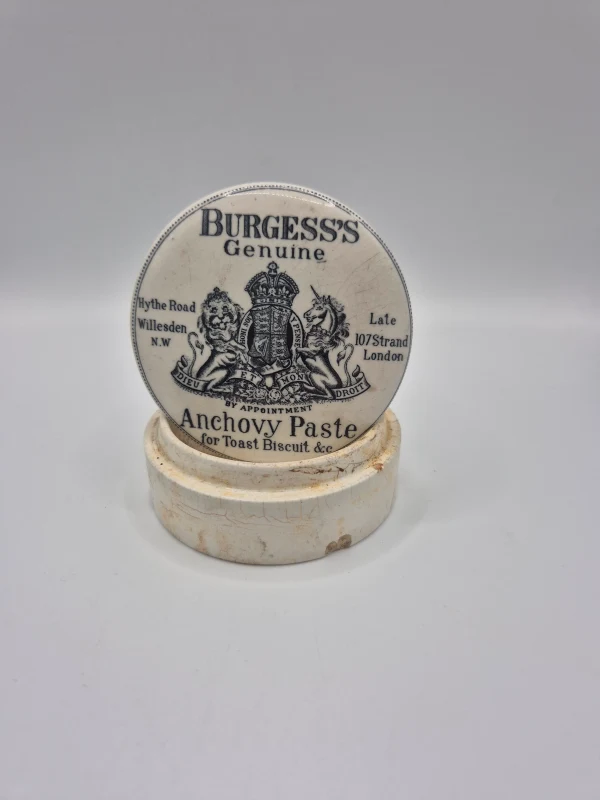 BURGESS'S
Genuine
Hythe Road
Willesden
N.W
Late
107 Strand
London
DIEU ET MON DROIT
BY APPOINTMENT
Anchovy Paste
for Toast Biscuit &c